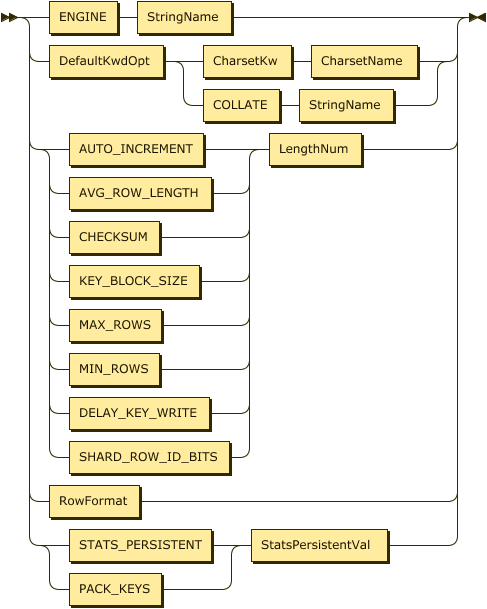 ENGINE StringName
DefaultKwdOpt CharsetKw CharsetName
COLLATE StringName
AUTO_INCREMENT LengthNum
AVG_ROW_LENGTH
CHECKSUM
KEY_BLOCK_SIZE
MAX_ROWS
MIN_ROWS
DELAY_KEY_WRITE
SHARD_ROW_ID_BITS
RowFormat
STATS_PERSISTENT StatsPersistentVal
PACK_KEYS